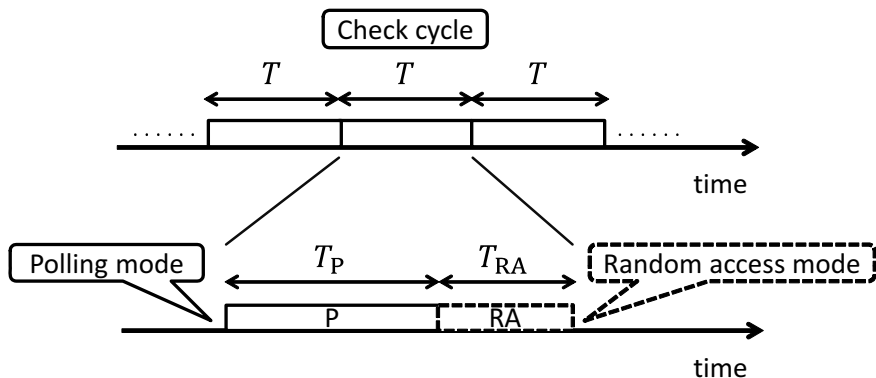 Check cycle
T T T
. . . . . . . . . . . .
time
Polling mode T_P T_RA Random access mode
P RA
time